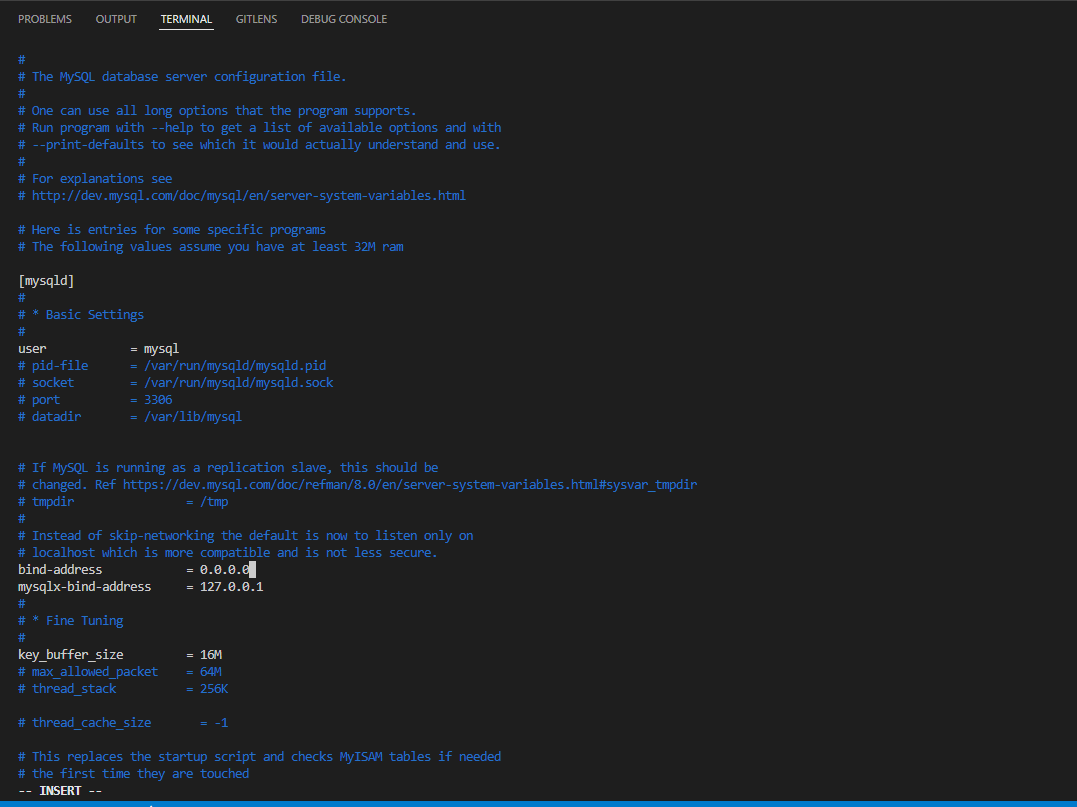 PROBLEMS OUTPUT TERMINAL GITLENS DEBUG CONSOLE
#
# The MySQL database server configuration file.
#
# One can use all long options that the program supports.
# Run program with --help to get a list of available options and with
# --print-defaults to see which it would actually understand and use.
#
# For explanations see
# http://dev.mysql.com/doc/mysql/en/server-system-variables.html
# Here is entries for some specific programs
# The following values assume you have at least 32M ram
[mysqld]
#
# * Basic Settings
#
user = mysql
# pid-file = /var/run/mysqld/mysqld.pid
# socket = /var/run/mysqld/mysqld.sock
# port = 3306
# datadir = /var/lib/mysql
# If MySQL is running as a replication slave, this should be
# changed. Ref https://dev.mysql.com/doc/refman/8.0/en/server-system-variables.html#sysvar_tmpdir
# tmpdir = /tmp
#
# Instead of skip-networking the default is now to listen only on
# localhost which is more compatible and is not less secure.
bind-address = 0.0.0.0
mysqlx-bind-address = 127.0.0.1
#
# * Fine Tuning
#
key_buffer_size = 16M
# max_allowed_packet = 64M
# thread_stack = 256K
# thread_cache_size = -1
# This replaces the startup script and checks MyISAM tables if needed
# the first time they are touched
-- INSERT --